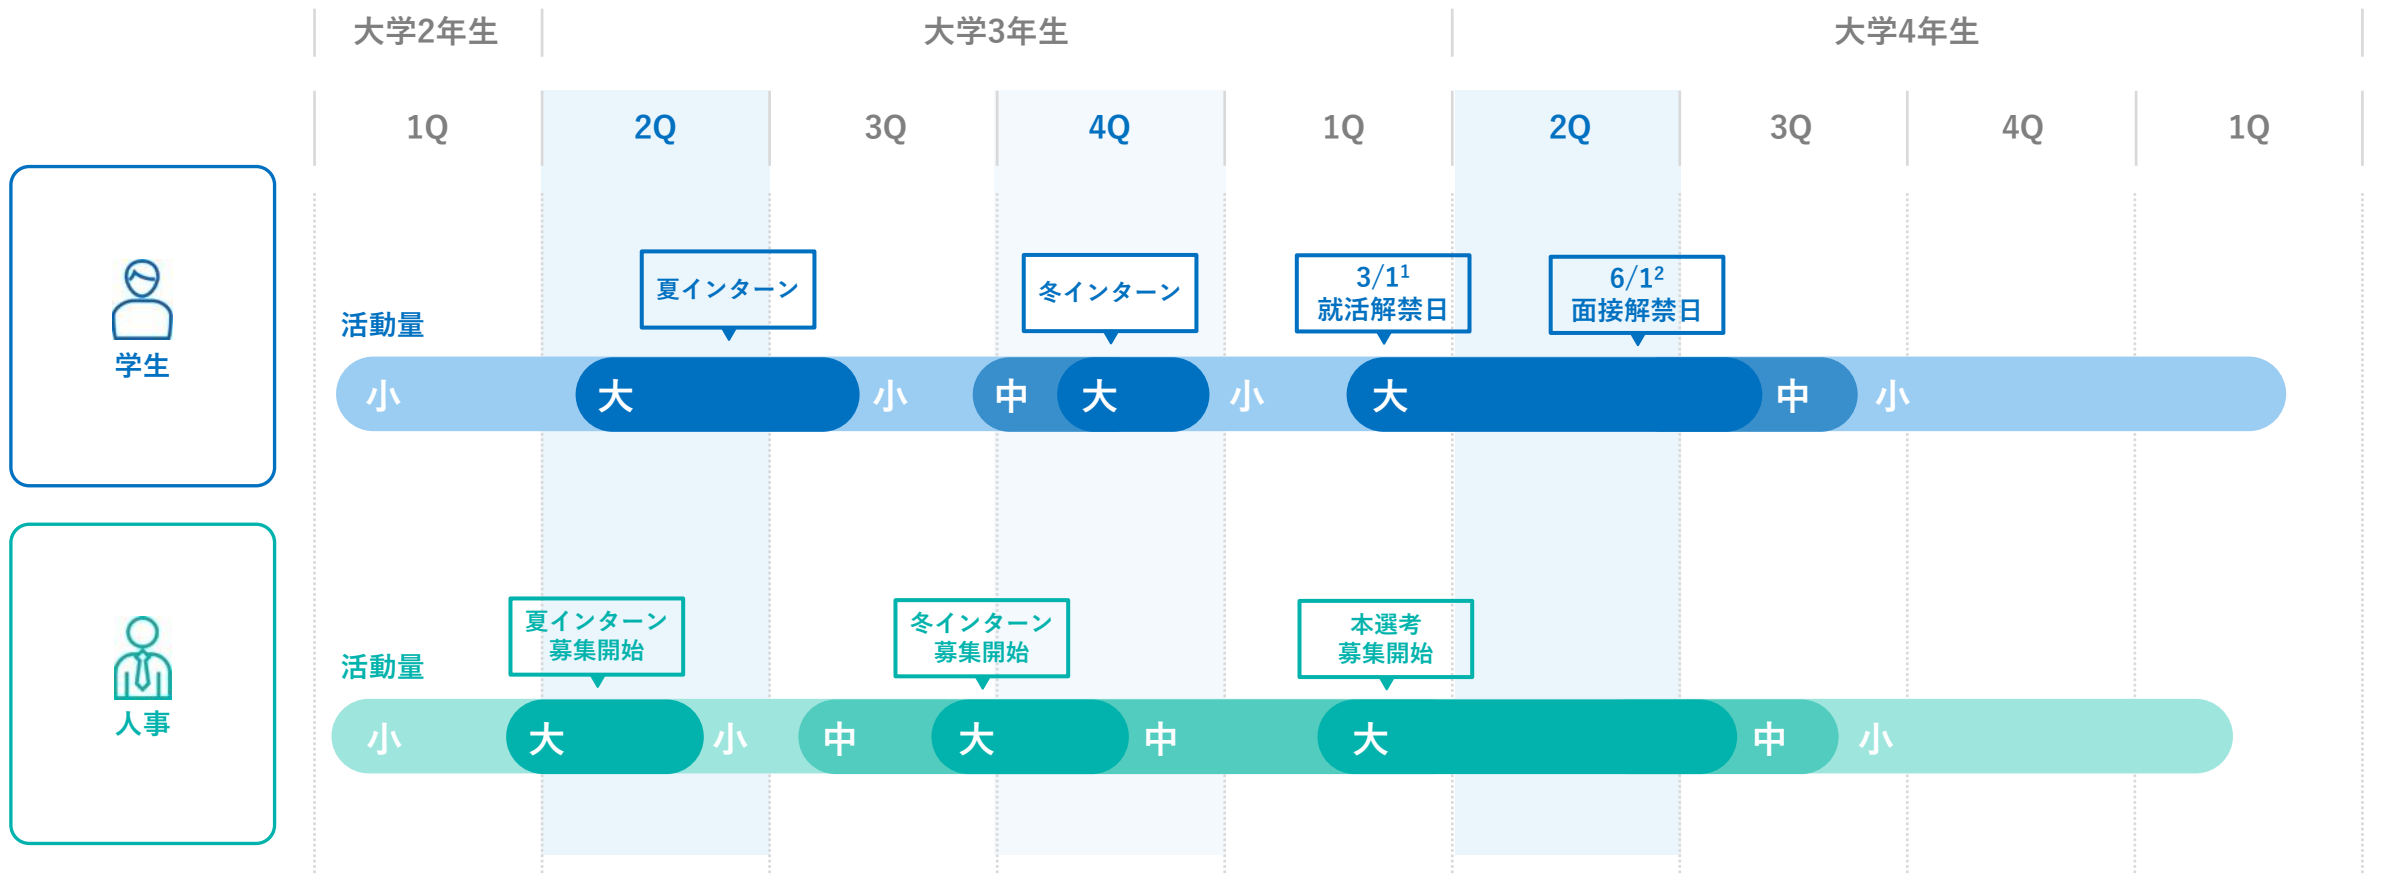 大学2年生
大学3年生
大学4年生
1Q
2Q
3Q
4Q
1Q
2Q
3Q
4Q
1Q
学生
活動量
夏インターン
冬インターン
3/1¹
就活解禁日
6/1²
面接解禁日
小
大
小
中
大
小
大
中
小
人事
活動量
夏インターン
募集開始
冬インターン
募集開始
本選考
募集開始
小
大
小
中
大
中
大
中
小